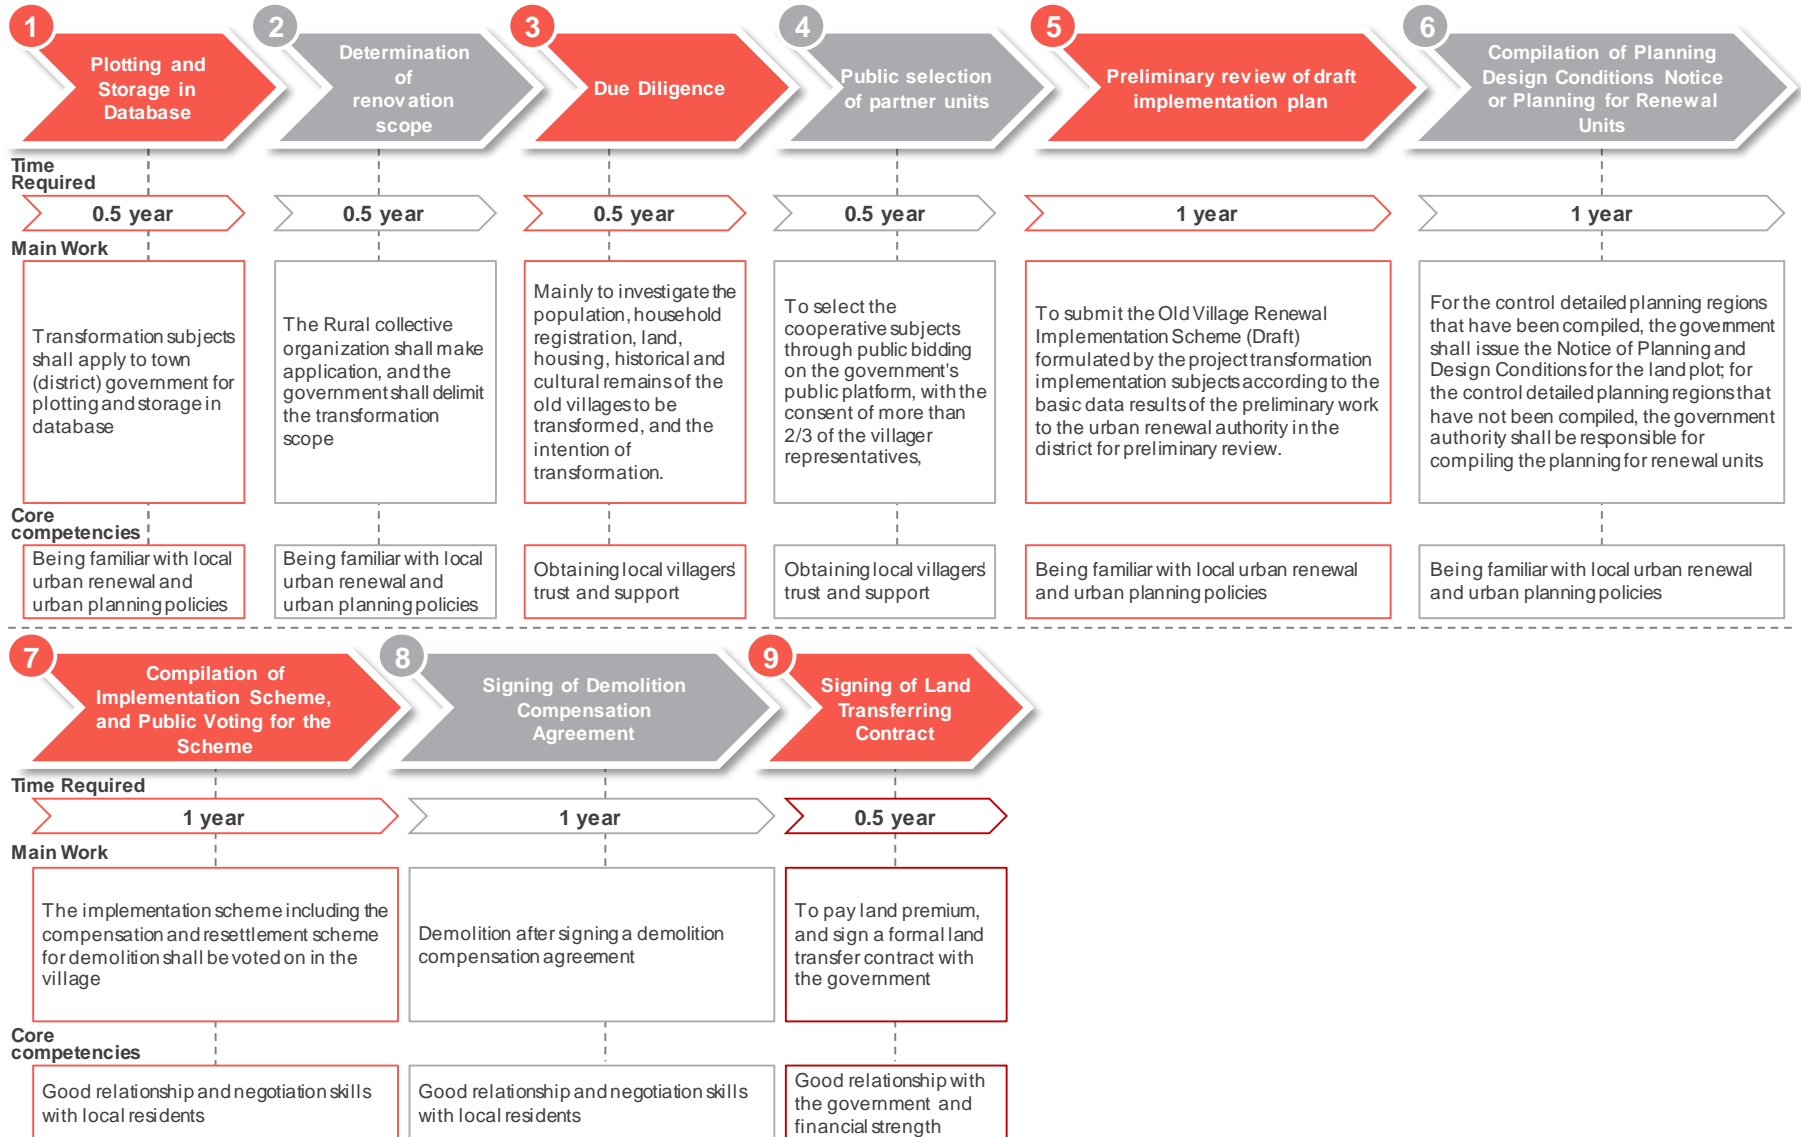 1
Plotting and
Storage in
Database
2
Determination
of
renovation
scope
3
Due Diligence
4
Public selection
of partner units
5
Preliminary review of draft
implementation plan
6
Compilation of Planning
Design Conditions Notice
or Planning for Renewal
Units
Time
Required
0.5 year
0.5 year
0.5 year
0.5 year
1 year
1 year
Main Work
Transformation subjects
shall apply to town
(district) government for
plotting and storage in
database
The Rural collective
organization shall make
application, and the
government shall delimit
the transformation
scope
Mainly to investigate the
population, household
registration, land,
housing, historical and
cultural remains of the
old villages to be
transformed, and the
intention of
transformation.
To select the
cooperative subjects
through public bidding
on the government's
public platform, with the
consent of more than
2/3 of the villager
representatives,
To submit the Old Village Renewal
Implementation Scheme (Draft)
formulated by the project transformation
implementation subjects according to the
basic data results of the preliminary work
to the urban renewal authority in the
district for preliminary review.
For the control detailed planning regions
that have been compiled, the government
shall issue the Notice of Planning and
Design Conditions for the land plot; for
the control detailed planning regions that
have not been compiled, the government
authority shall be responsible for
compiling the planning for renewal units
Core
competencies
Being familiar with local
urban renewal and
urban planning policies
Being familiar with local
urban renewal and
urban planning policies
Obtaining local villagers'
trust and support
Obtaining local villagers'
trust and support
Being familiar with local urban renewal
and urban planning policies
Being familiar with local urban renewal
and urban planning policies
7
Compilation of
Implementation Scheme,
and Public Voting for the
Scheme
8
Signing of Demolition
Compensation
Agreement
9
Signing of Land
Transferring
Contract
Time Required
1 year
1 year
0.5 year
Main Work
The implementation scheme including the
compensation and resettlement scheme
for demolition shall be voted on in the
village
Demolition after signing a demolition
compensation agreement
To pay land premium,
and sign a formal land
transfer contract with
the government
Core
competencies
Good relationship and negotiation skills
with local residents
Good relationship and negotiation skills
with local residents
Good relationship with
the government and
financial strength